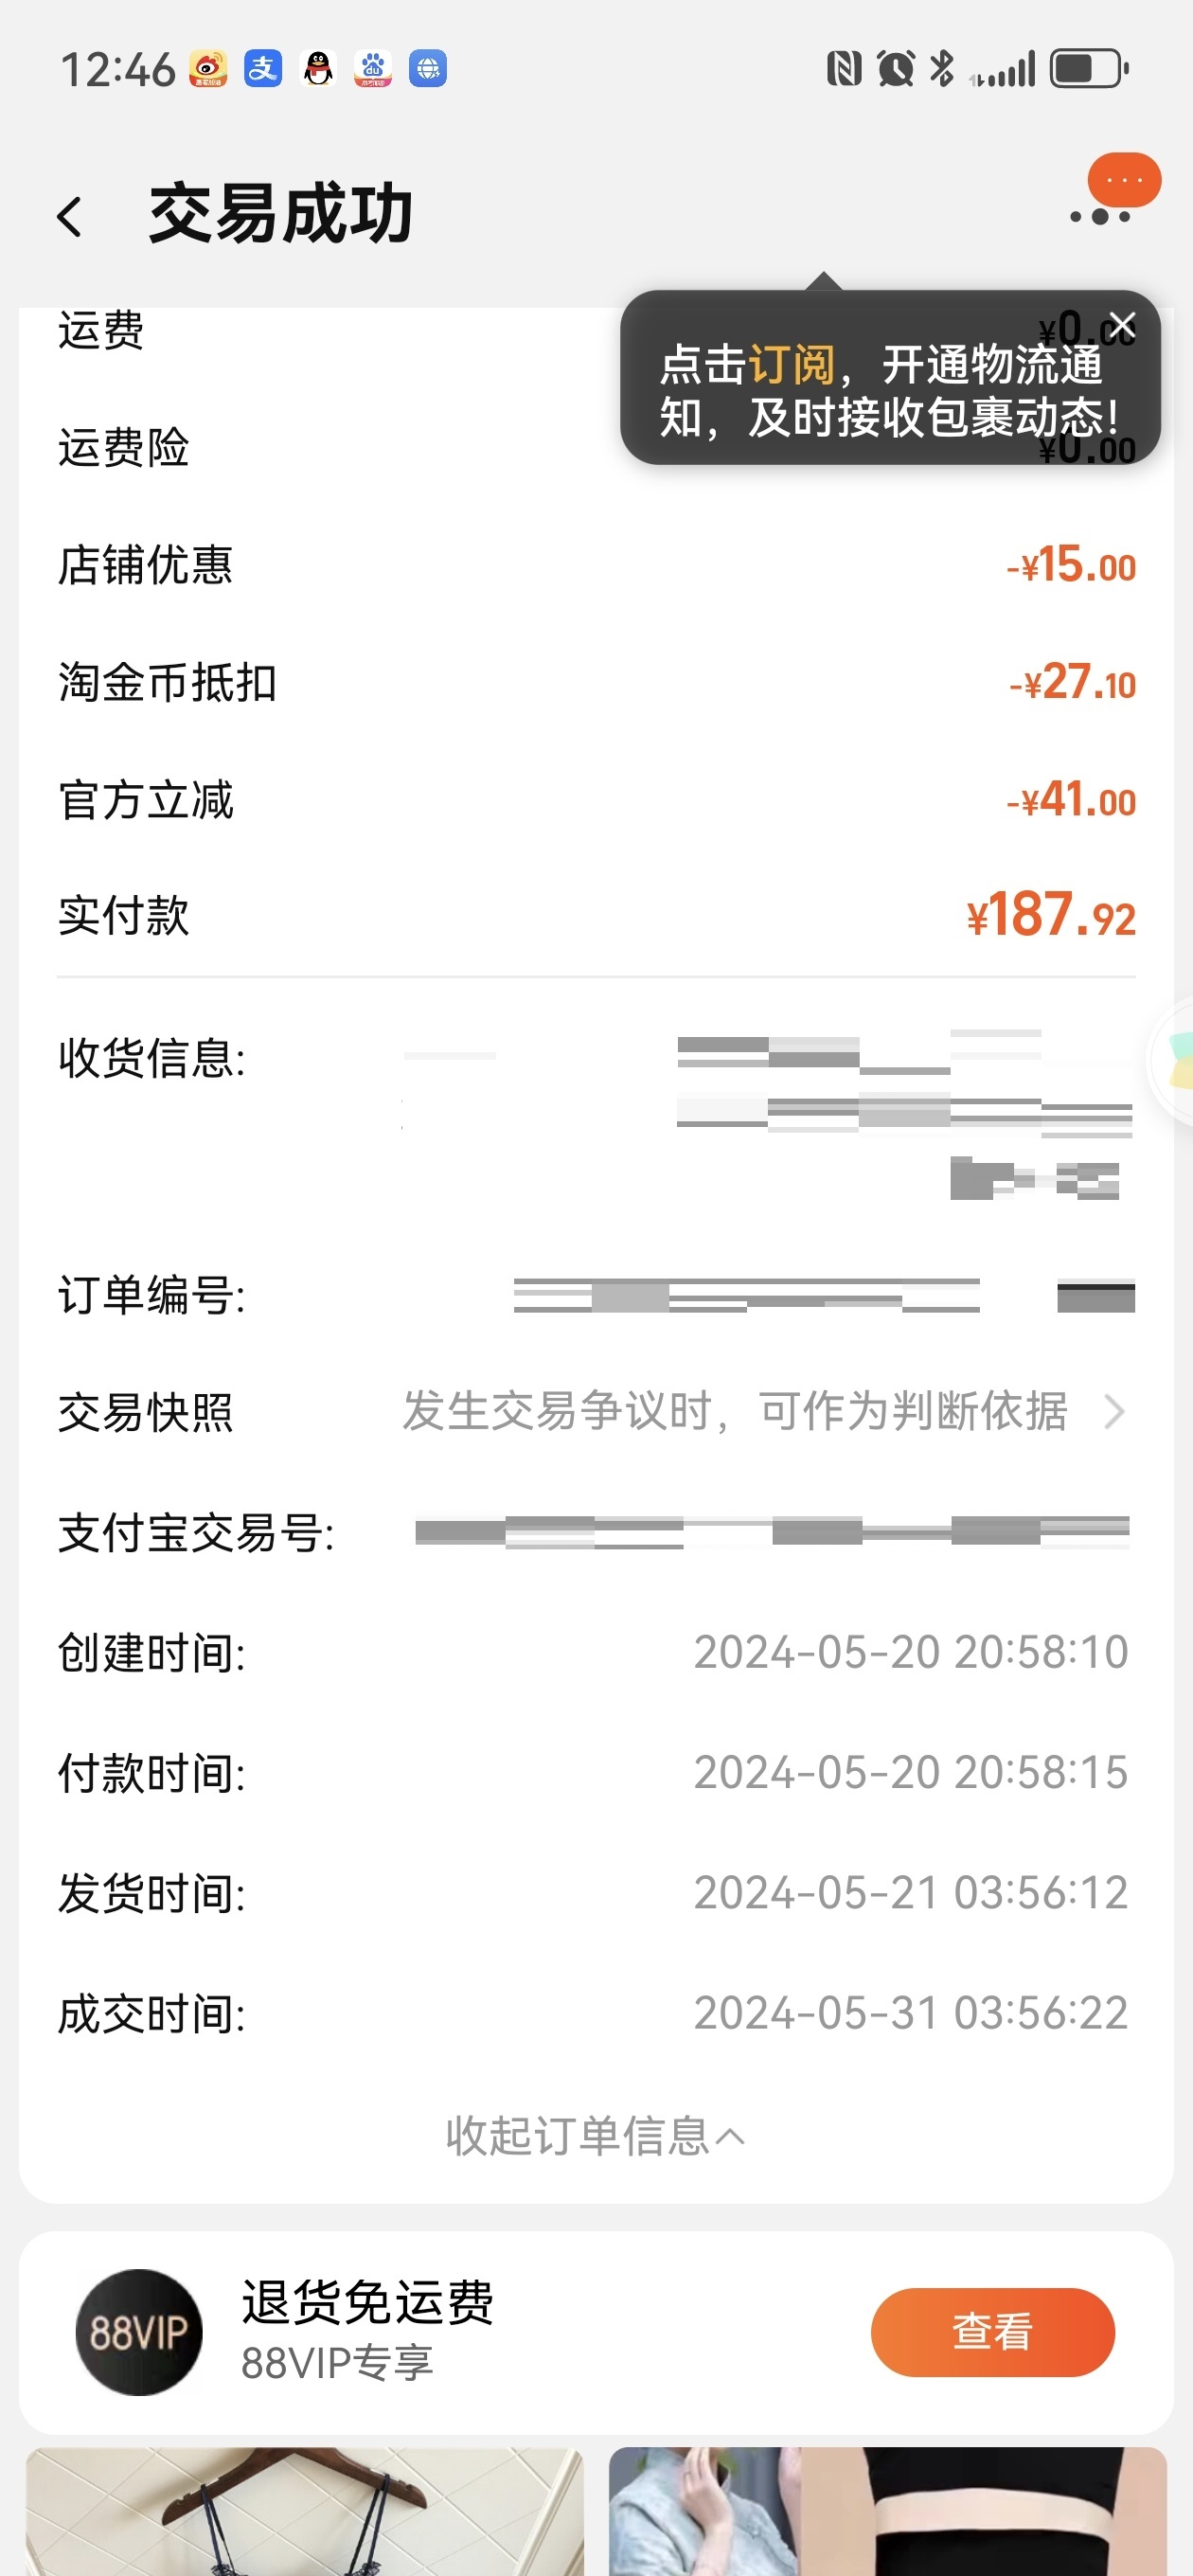 12:46
交易成功
运费 ¥0.00
点击订阅，开通物流通
知，及时接收包裹动态！
运费险 ¥0.00
店铺优惠 -¥15.00
淘金币抵扣 -¥27.10
官方立减 -¥41.00
实付款 ¥187.92
收货信息:
订单编号:
交易快照 发生交易争议时，可作为判断依据
支付宝交易号:
创建时间: 2024-05-20 20:58:10
付款时间: 2024-05-20 20:58:15
发货时间: 2024-05-21 03:56:12
成交时间: 2024-05-31 03:56:22
收起订单信息
88VIP
退货免运费
88VIP专享
查看